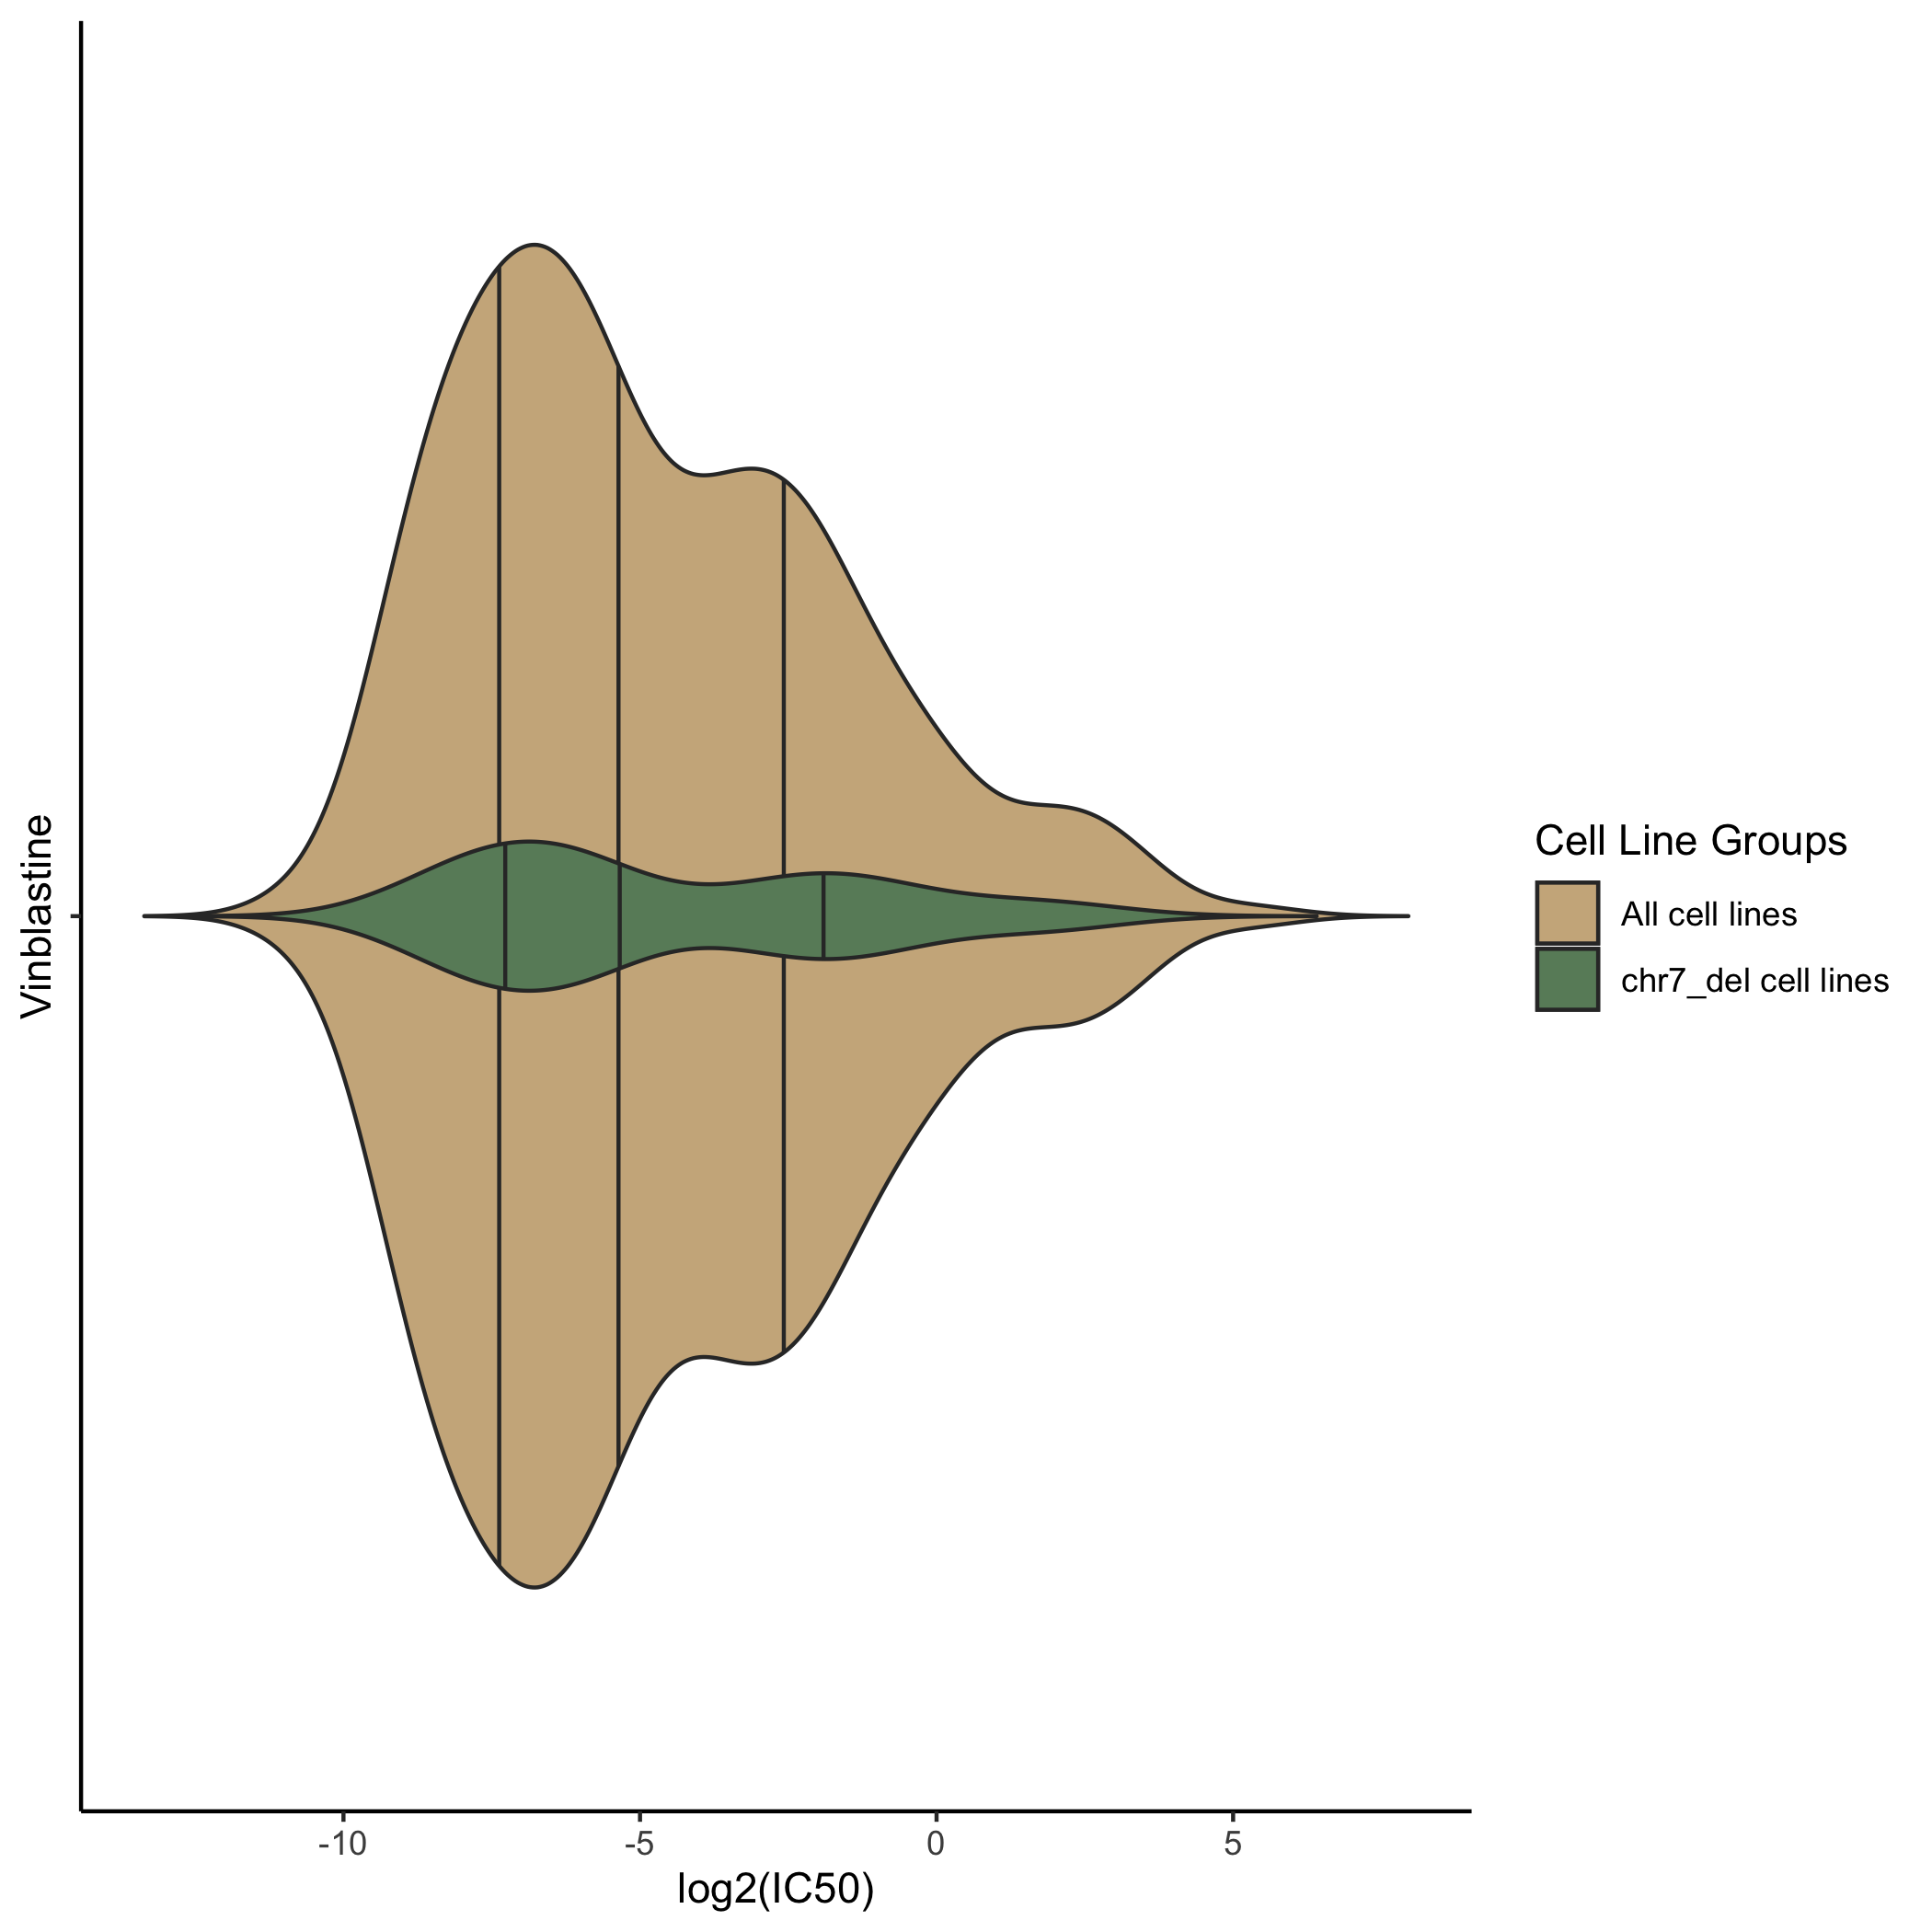 Vinblastine
-10
-5
0
5
log2(IC50)
Cell Line Groups
All cell lines
chr7_del cell lines